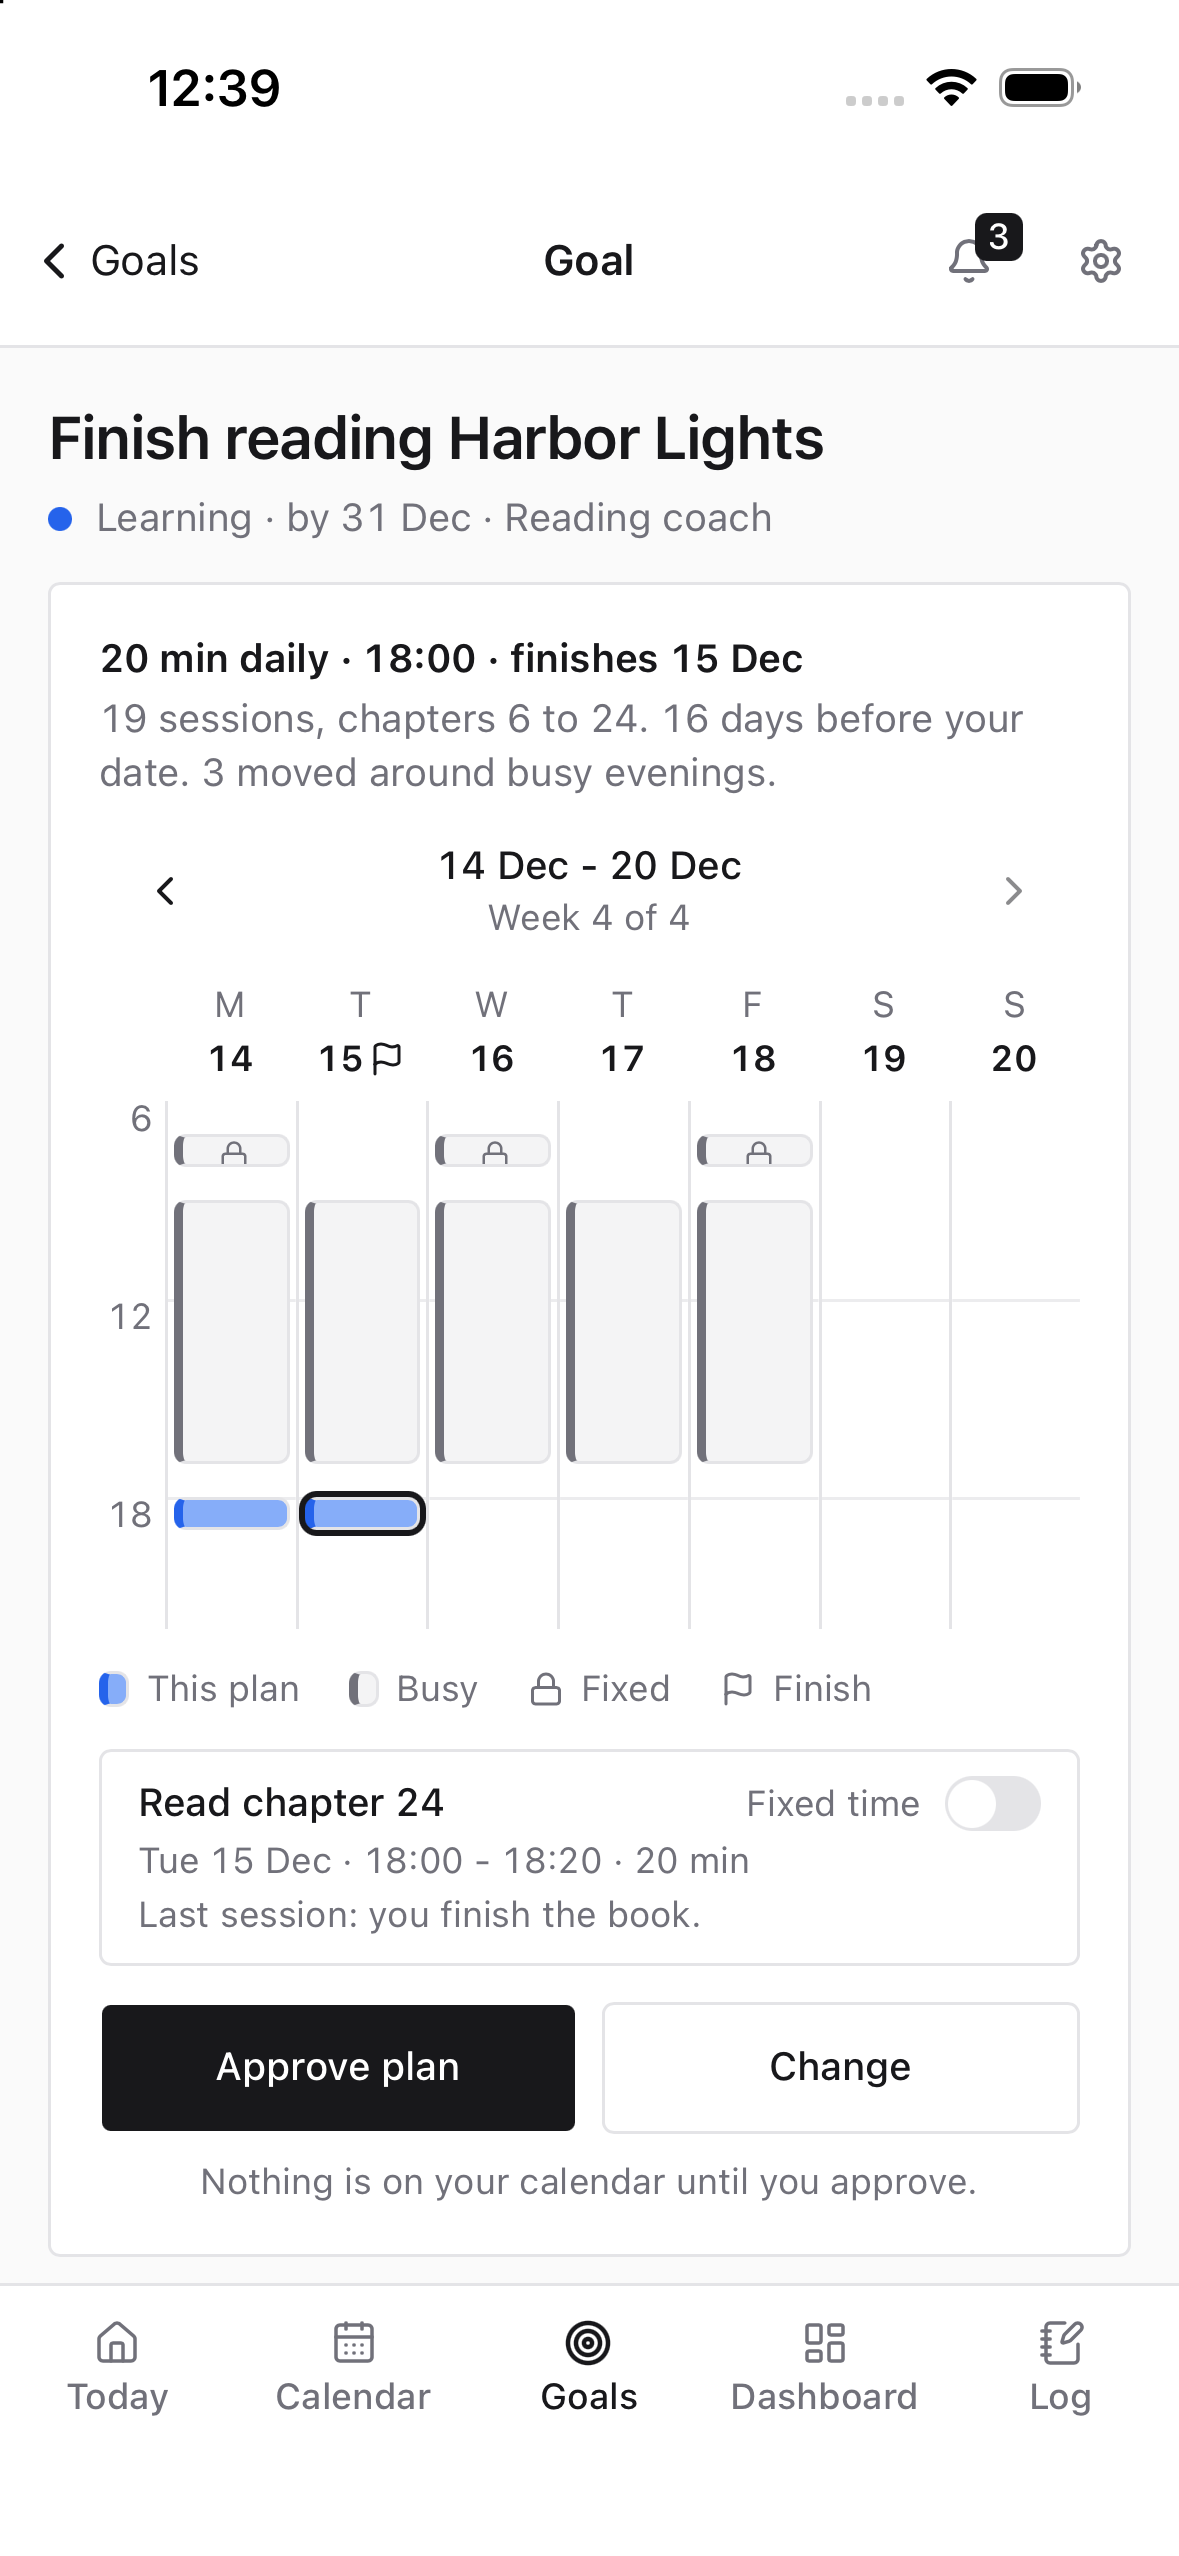 12:39
Goals
Goal
3
Finish reading Harbor Lights
Learning · by 31 Dec · Reading coach
20 min daily · 18:00 · finishes 15 Dec
19 sessions, chapters 6 to 24. 16 days before your
date. 3 moved around busy evenings.
14 Dec - 20 Dec
Week 4 of 4
M T W T F S S
14 15 16 17 18 19 20
6
12
18
This plan Busy Fixed Finish
Read chapter 24 Fixed time
Tue 15 Dec · 18:00 - 18:20 · 20 min
Last session: you finish the book.
Approve plan Change
Nothing is on your calendar until you approve.
Today Calendar Goals Dashboard Log